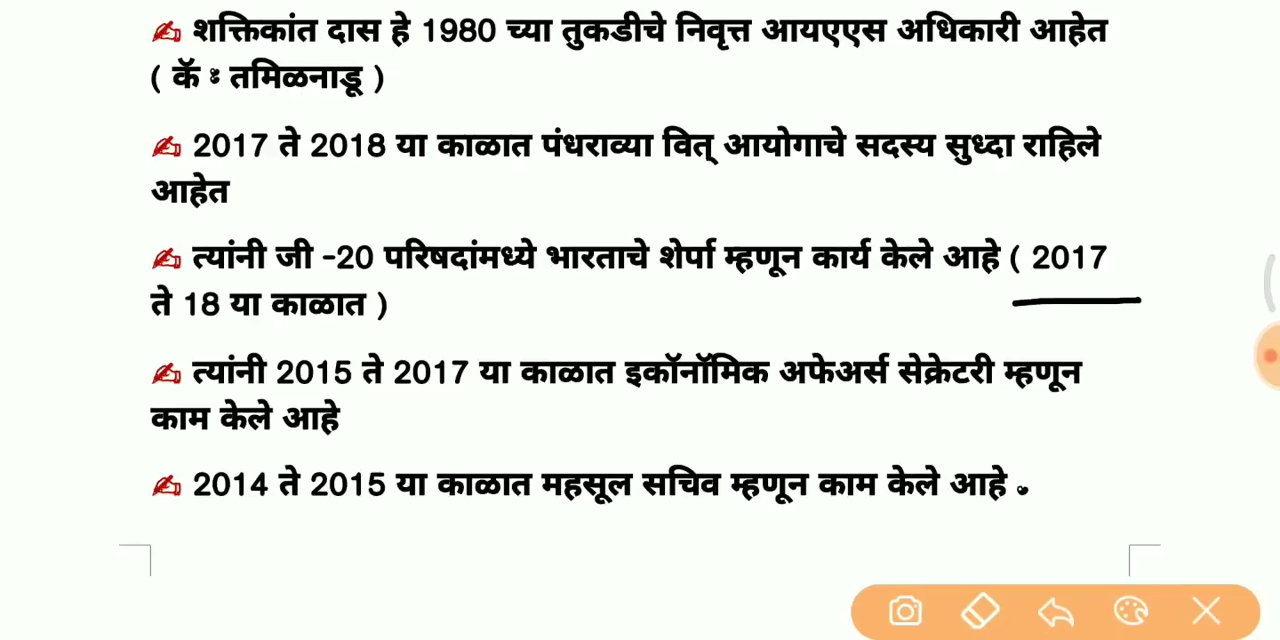 ✍ शक्तिकांत दास हे 1980 च्या तुकडीचे निवृत्त आयएएस अधिकारी आहेत
( कॅ ः तमिळनाडू )
✍ 2017 ते 2018 या काळात पंधराव्या वित् आयोगाचे सदस्य सुध्दा राहिले
आहेत
✍ त्यांनी जी -20 परिषदांमध्ये भारताचे शेर्पा म्हणून कार्य केले आहे ( 2017
ते 18 या काळात )
✍ त्यांनी 2015 ते 2017 या काळात इकॉनॉमिक अफेअर्स सेक्रेटरी म्हणून
काम केले आहे
✍ 2014 ते 2015 या काळात महसूल सचिव म्हणून काम केले आहे .